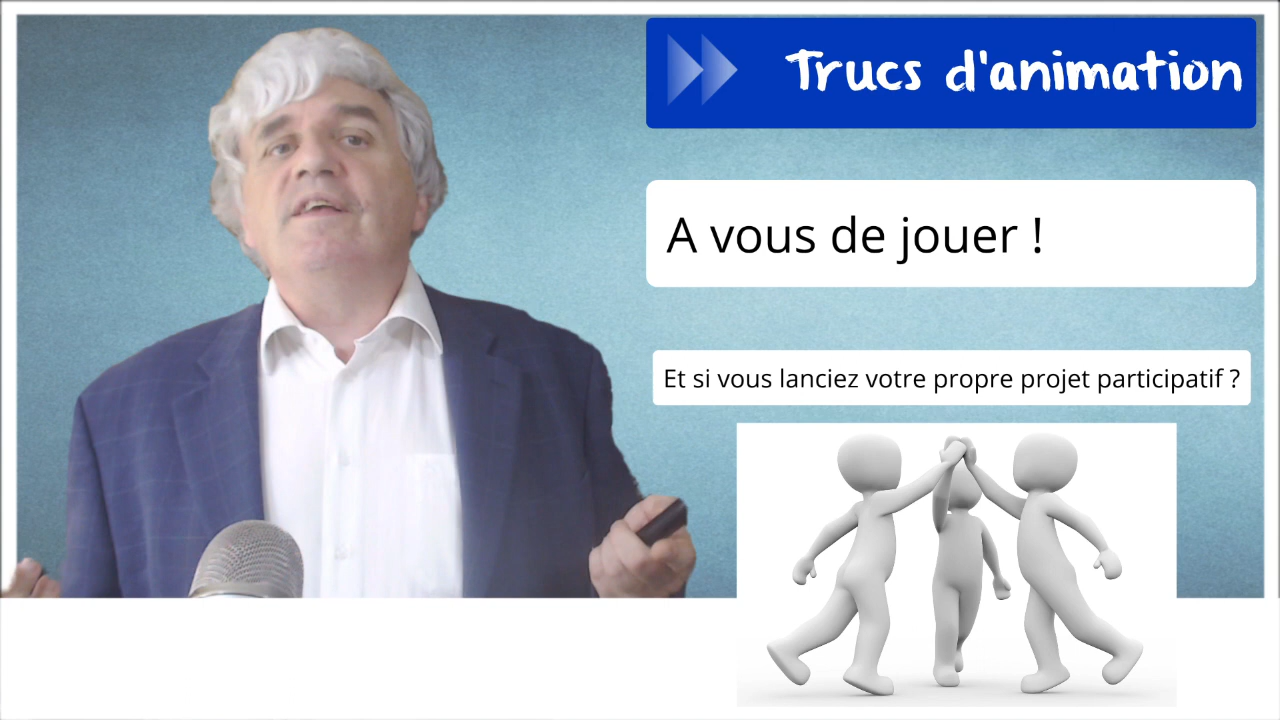 Trucs d'animation
A vous de jouer !
Et si vous lanciez votre propre projet participatif ?